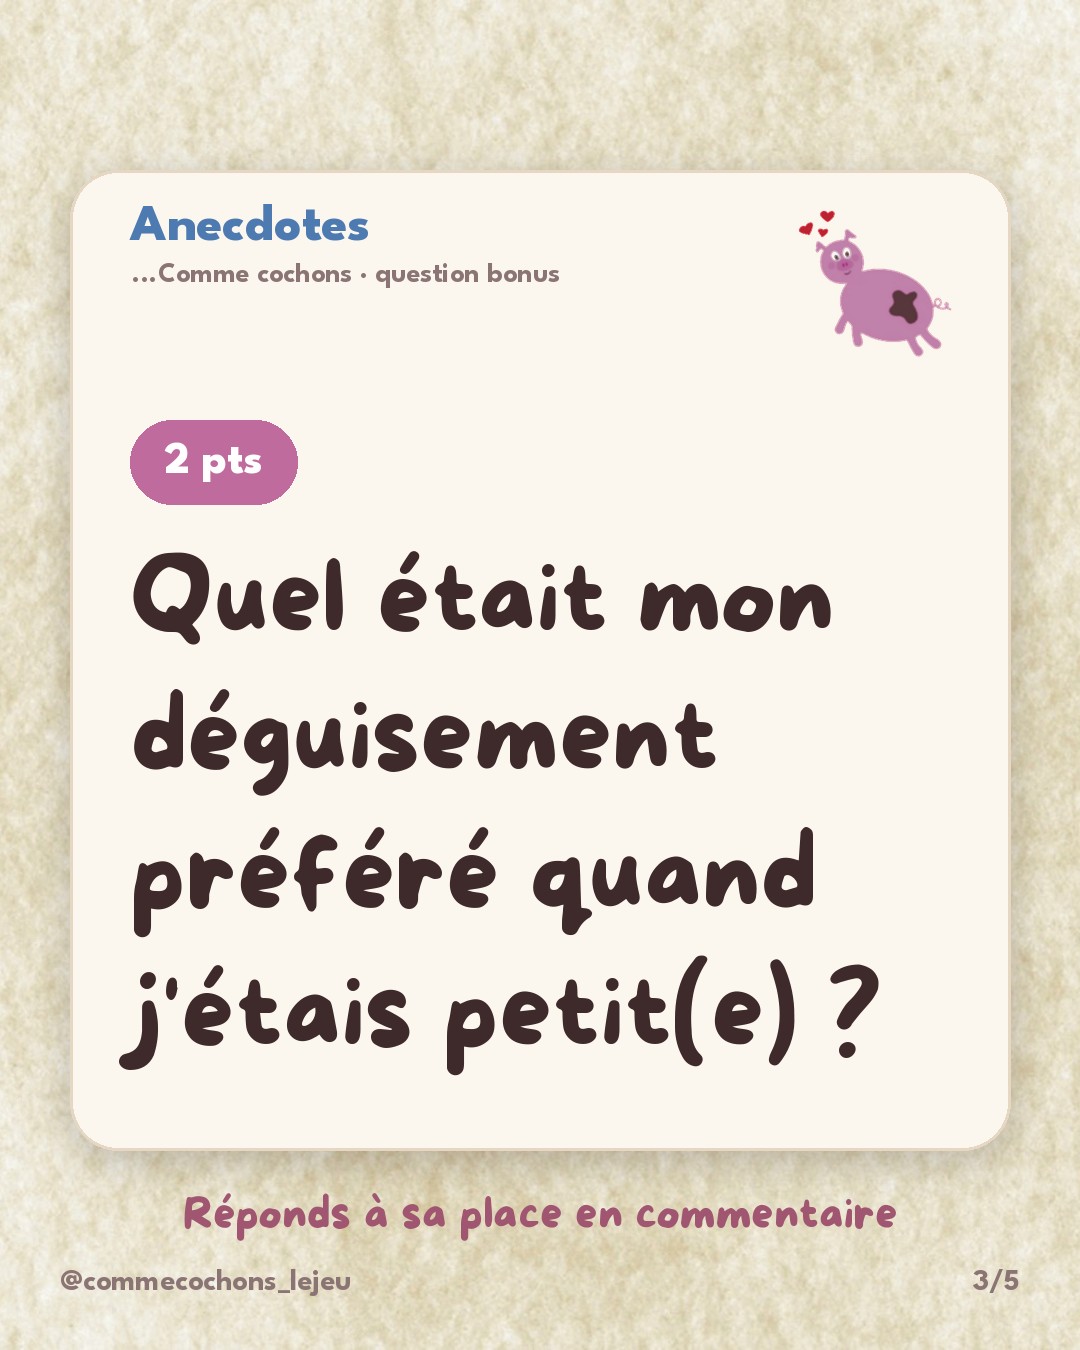 Anecdotes
...Comme cochons · question bonus
2 pts
Quel était mon
déguisement
préféré quand
j'étais petit(e) ?
Réponds à sa place en commentaire
@commecochons_lejeu
3/5